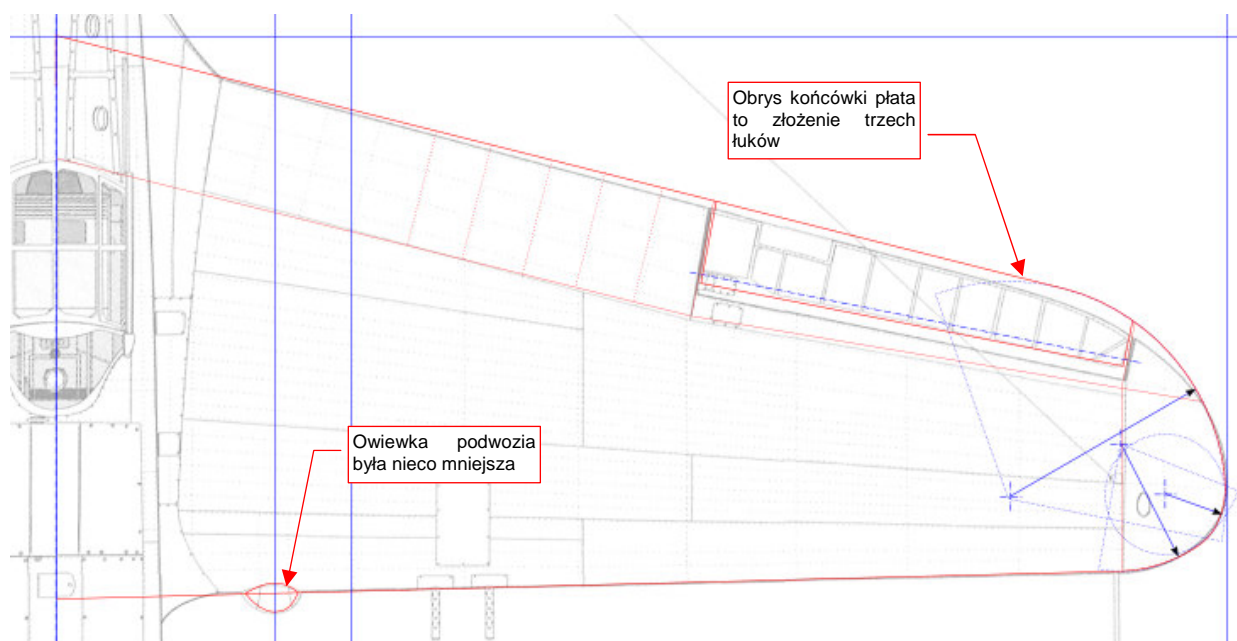 Obrys końcówki płata
to złożenie trzech
łuków
Owiewka podwozia
była nieco mniejsza